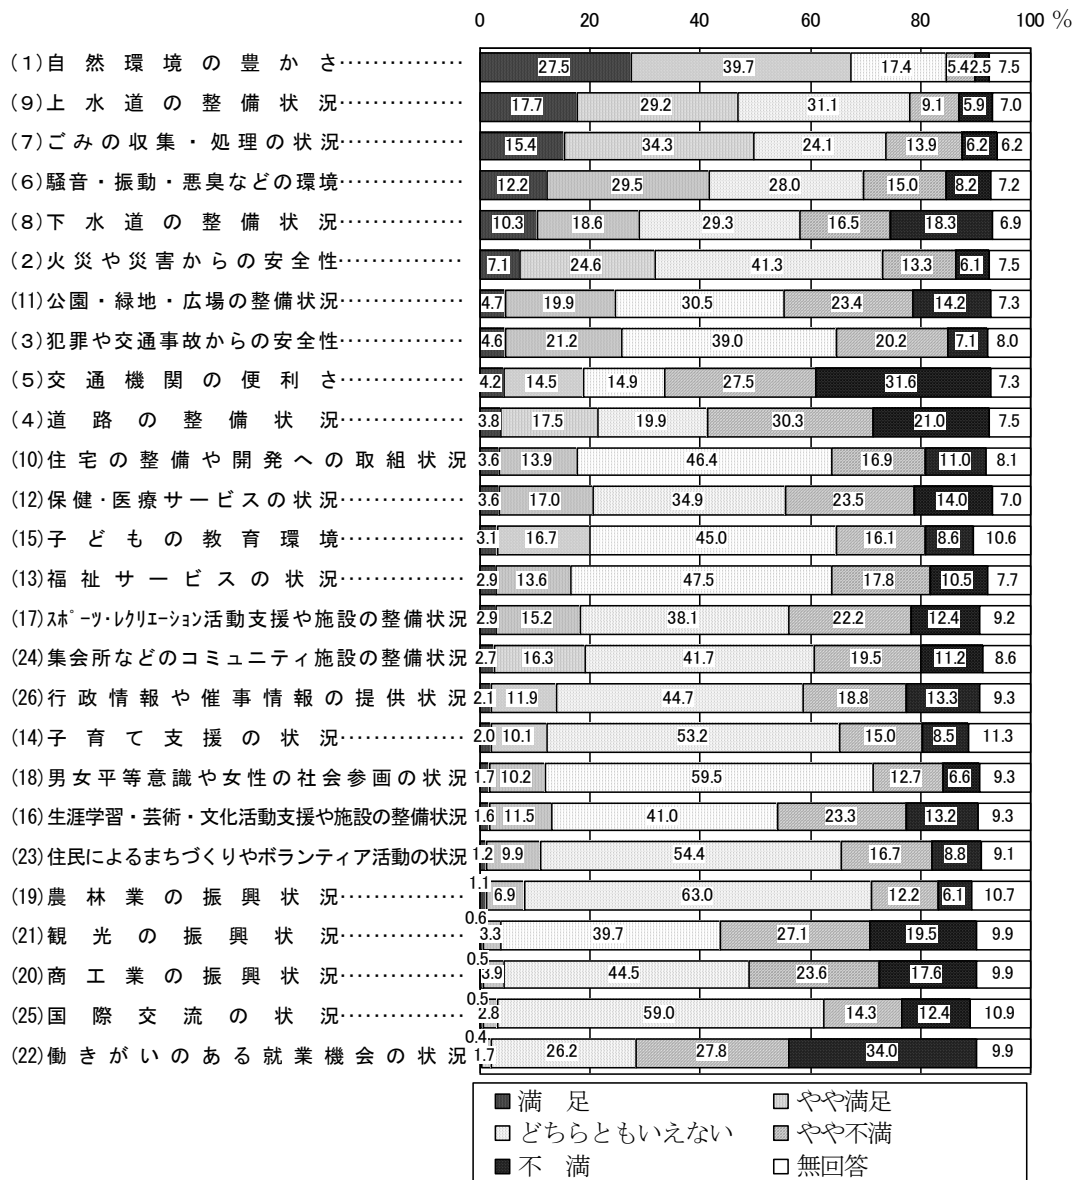 0 20 40 60 80 100 %
(1)自然環境の豊かさ・・・・・・・・・・・・・・・ 27.5 39.7 17.4 5.4 2.5 7.5
(9)上水道の整備状況・・・・・・・・・・・・・・・ 17.7 29.2 31.1 9.1 5.9 7.0
(7)ごみの収集・処理の状況・・・・・・・・・・・・・・・ 15.4 34.3 24.1 13.9 6.2 6.2
(6)騒音・振動・悪臭などの環境・・・・・・・・・・・・・・・ 12.2 29.5 28.0 15.0 8.2 7.2
(8)下水道の整備状況・・・・・・・・・・・・・・・ 10.3 18.6 29.3 16.5 18.3 6.9
(2)火災や災害からの安全性・・・・・・・・・・・・・・・ 7.1 24.6 41.3 13.3 6.1 7.5
(11)公園・緑地・広場の整備状況・・・・・・・・・・・・・・・ 4.7 19.9 30.5 23.4 14.2 7.3
(3)犯罪や交通事故からの安全性・・・・・・・・・・・・・・・ 4.6 21.2 39.0 20.2 7.1 8.0
(5)交通機関の便利さ・・・・・・・・・・・・・・・ 4.2 14.5 14.9 27.5 31.6 7.3
(4)道路の整備状況・・・・・・・・・・・・・・・ 3.8 17.5 19.9 30.3 21.0 7.5
(10)住宅の整備や開発への取組状況 3.6 13.9 46.4 16.9 11.0 8.1
(12)保健・医療サービスの状況・・・・・・・・・・・・・・・ 3.6 17.0 34.9 23.5 14.0 7.0
(15)子どもの教育環境・・・・・・・・・・・・・・・ 3.1 16.7 45.0 16.1 8.6 10.6
(13)福祉サービスの状況・・・・・・・・・・・・・・・ 2.9 13.6 47.5 17.8 10.5 7.7
(17)ｽﾎﾟｰﾂ・ﾚｸﾘｴｰｼｮﾝ活動支援や施設の整備状況 2.9 15.2 38.1 22.2 12.4 9.2
(24)集会所などのコミュニティ施設の整備状況 2.7 16.3 41.7 19.5 11.2 8.6
(26)行政情報や催事情報の提供状況 2.1 11.9 44.7 18.8 13.3 9.3
(14)子育て支援の状況・・・・・・・・・・・・・・・ 2.0 10.1 53.2 15.0 8.5 11.3
(18)男女平等意識や女性の社会参画の状況 1.7 10.2 59.5 12.7 6.6 9.3
(16)生涯学習・芸術・文化活動支援や施設の整備状況 1.6 11.5 41.0 23.3 13.2 9.3
(23)住民によるまちづくりやボランティア活動の状況 1.2 9.9 54.4 16.7 8.8 9.1
(19)農林業の振興状況・・・・・・・・・・・・・・・ 1.1 6.9 63.0 12.2 6.1 10.7
(21)観光の振興状況・・・・・・・・・・・・・・・ 0.6 3.3 39.7 27.1 19.5 9.9
(20)商工業の振興状況・・・・・・・・・・・・・・・ 0.5 3.9 44.5 23.6 17.6 9.9
(25)国際交流の状況・・・・・・・・・・・・・・・ 0.5 2.8 59.0 14.3 12.4 10.9
(22)働きがいのある就業機会の状況 0.4 1.7 26.2 27.8 34.0 9.9
満 足 やや満足
どちらともいえない やや不満
不 満 無回答